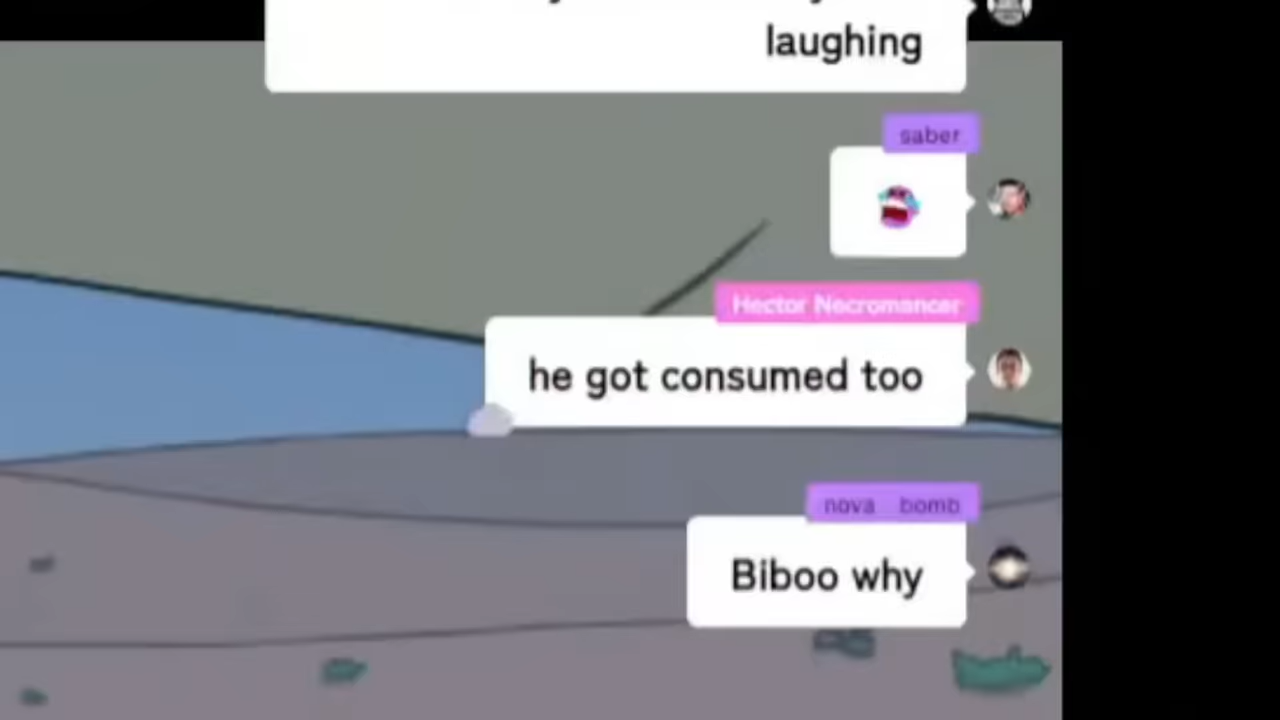 laughing
saber
Hector Necromancer
he got consumed too
nova bomb
Biboo why